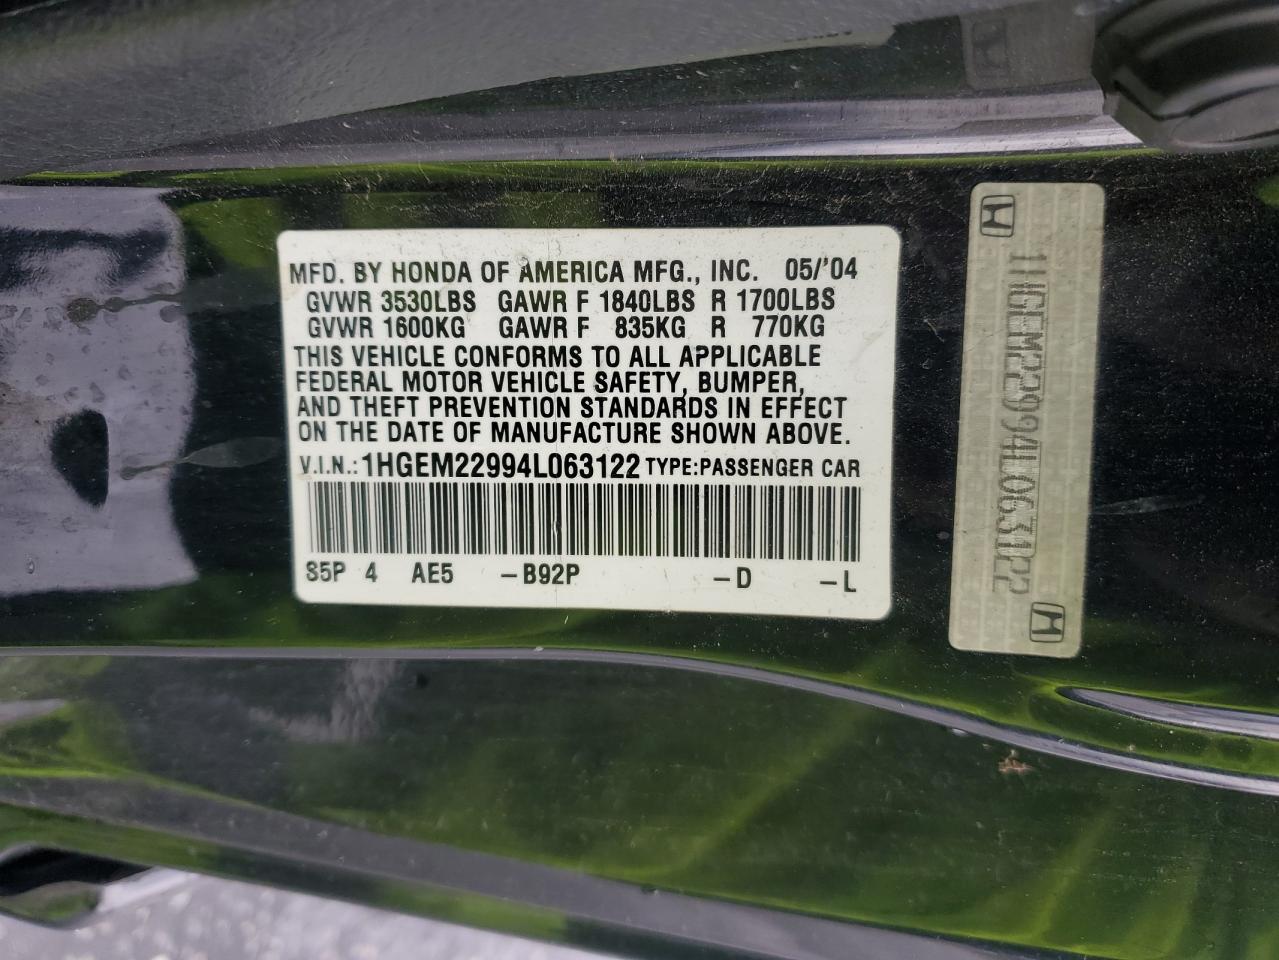 MFD. BY HONDA OF AMERICA MFG., INC. 05/'04
GVWR 3530LBS GAWR F 1840LBS R 1700LBS
GVWR 1600KG GAWR F 835KG R 770KG
THIS VEHICLE CONFORMS TO ALL APPLICABLE
FEDERAL MOTOR VEHICLE SAFETY, BUMPER,
AND THEFT PREVENTION STANDARDS IN EFFECT
ON THE DATE OF MANUFACTURE SHOWN ABOVE.
V.I.N.: 1HGEM22994L063122 TYPE:PASSENGER CAR
S5P 4 AE5 -B92P -D -L
1HGEM22994L063122